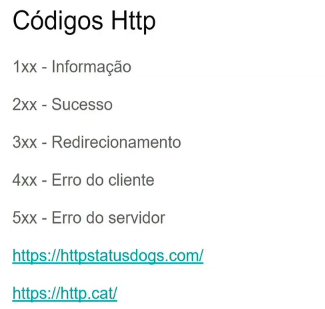 Códigos Http
1xx - Informação
2xx - Sucesso
3xx - Redirecionamento
4xx - Erro do cliente
5xx - Erro do servidor
https://httpstatusdogs.com/
https://http.cat/